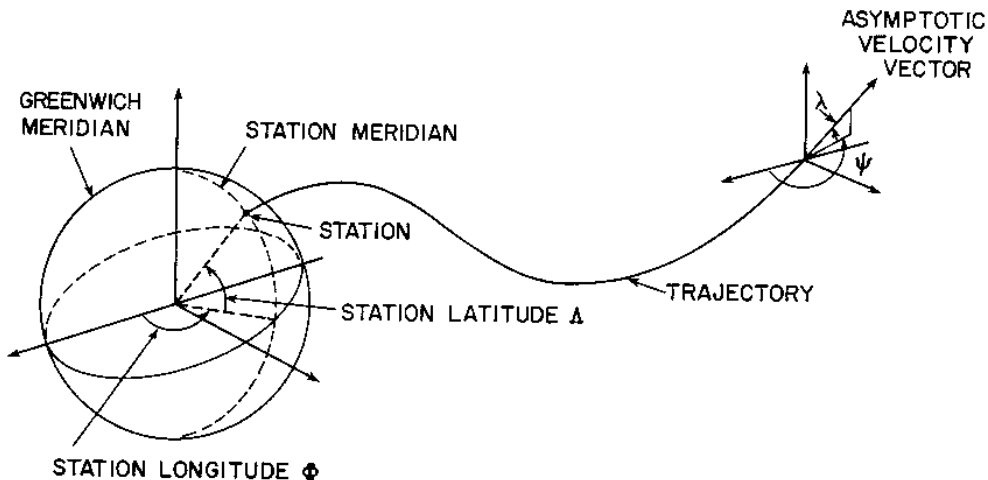 ASYMPTOTIC
VELOCITY
VECTOR
GREENWICH
MERIDIAN
STATION MERIDIAN
λ
ψ
STATION
TRAJECTORY
STATION LATITUDE Λ
STATION LONGITUDE Φ